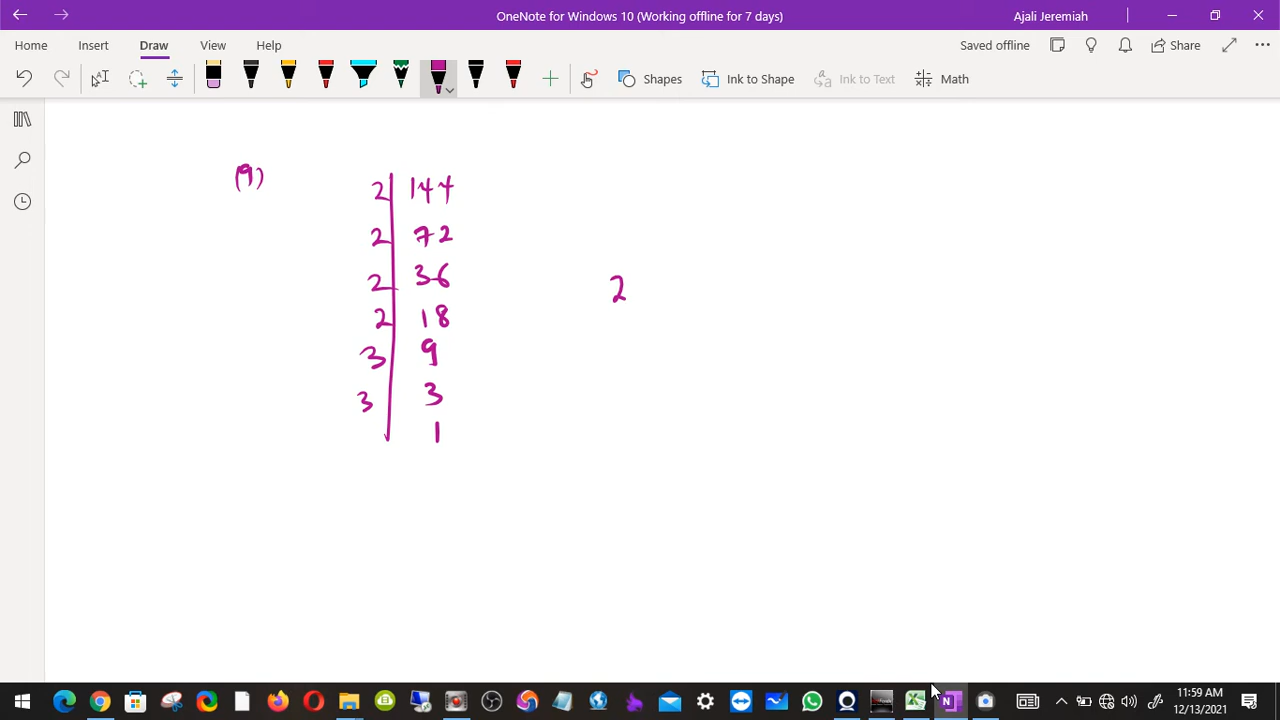 OneNote for Windows 10 (Working offline for 7 days)
Ajali Jeremiah
Home Insert Draw View Help
Saved offline
Share
Shapes
Ink to Shape
Ink to Text
Math
(9)
2 144
2 72
2 36
2
2 18
3 9
3 3
1
11:59 AM
12/13/2021